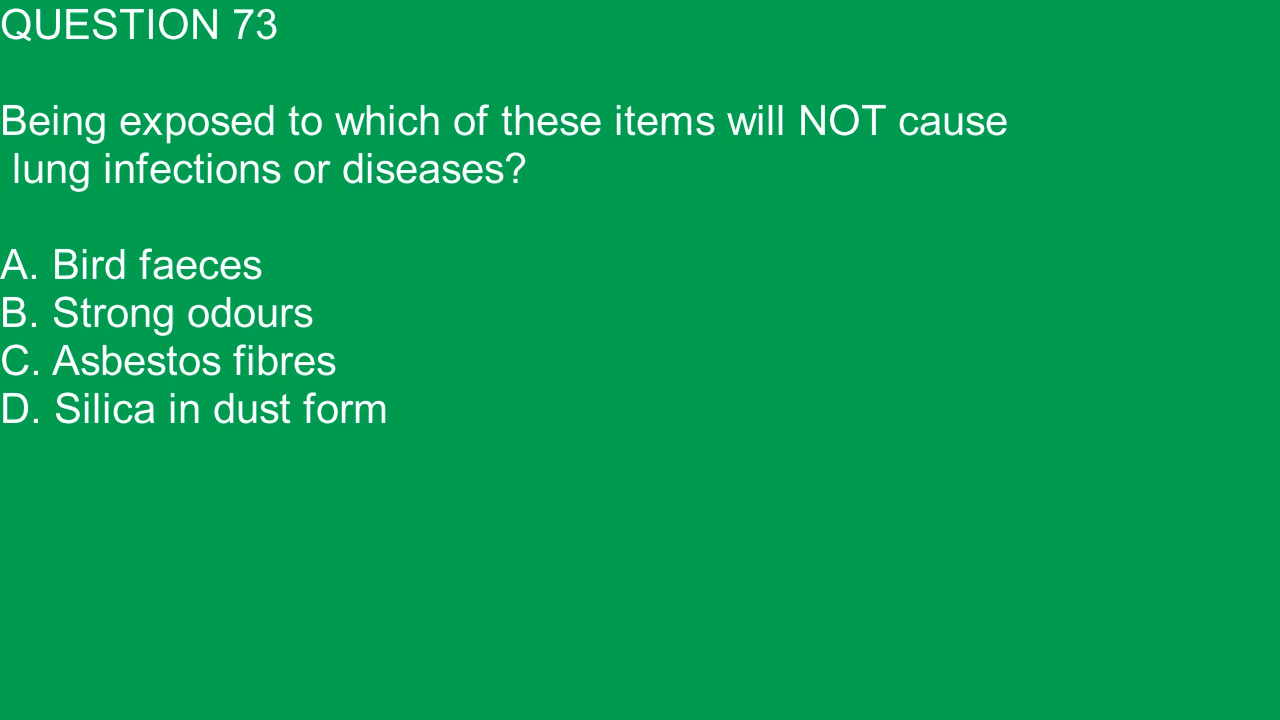 QUESTION 73
Being exposed to which of these items will NOT cause
lung infections or diseases?
A. Bird faeces
B. Strong odours
C. Asbestos fibres
D. Silica in dust form